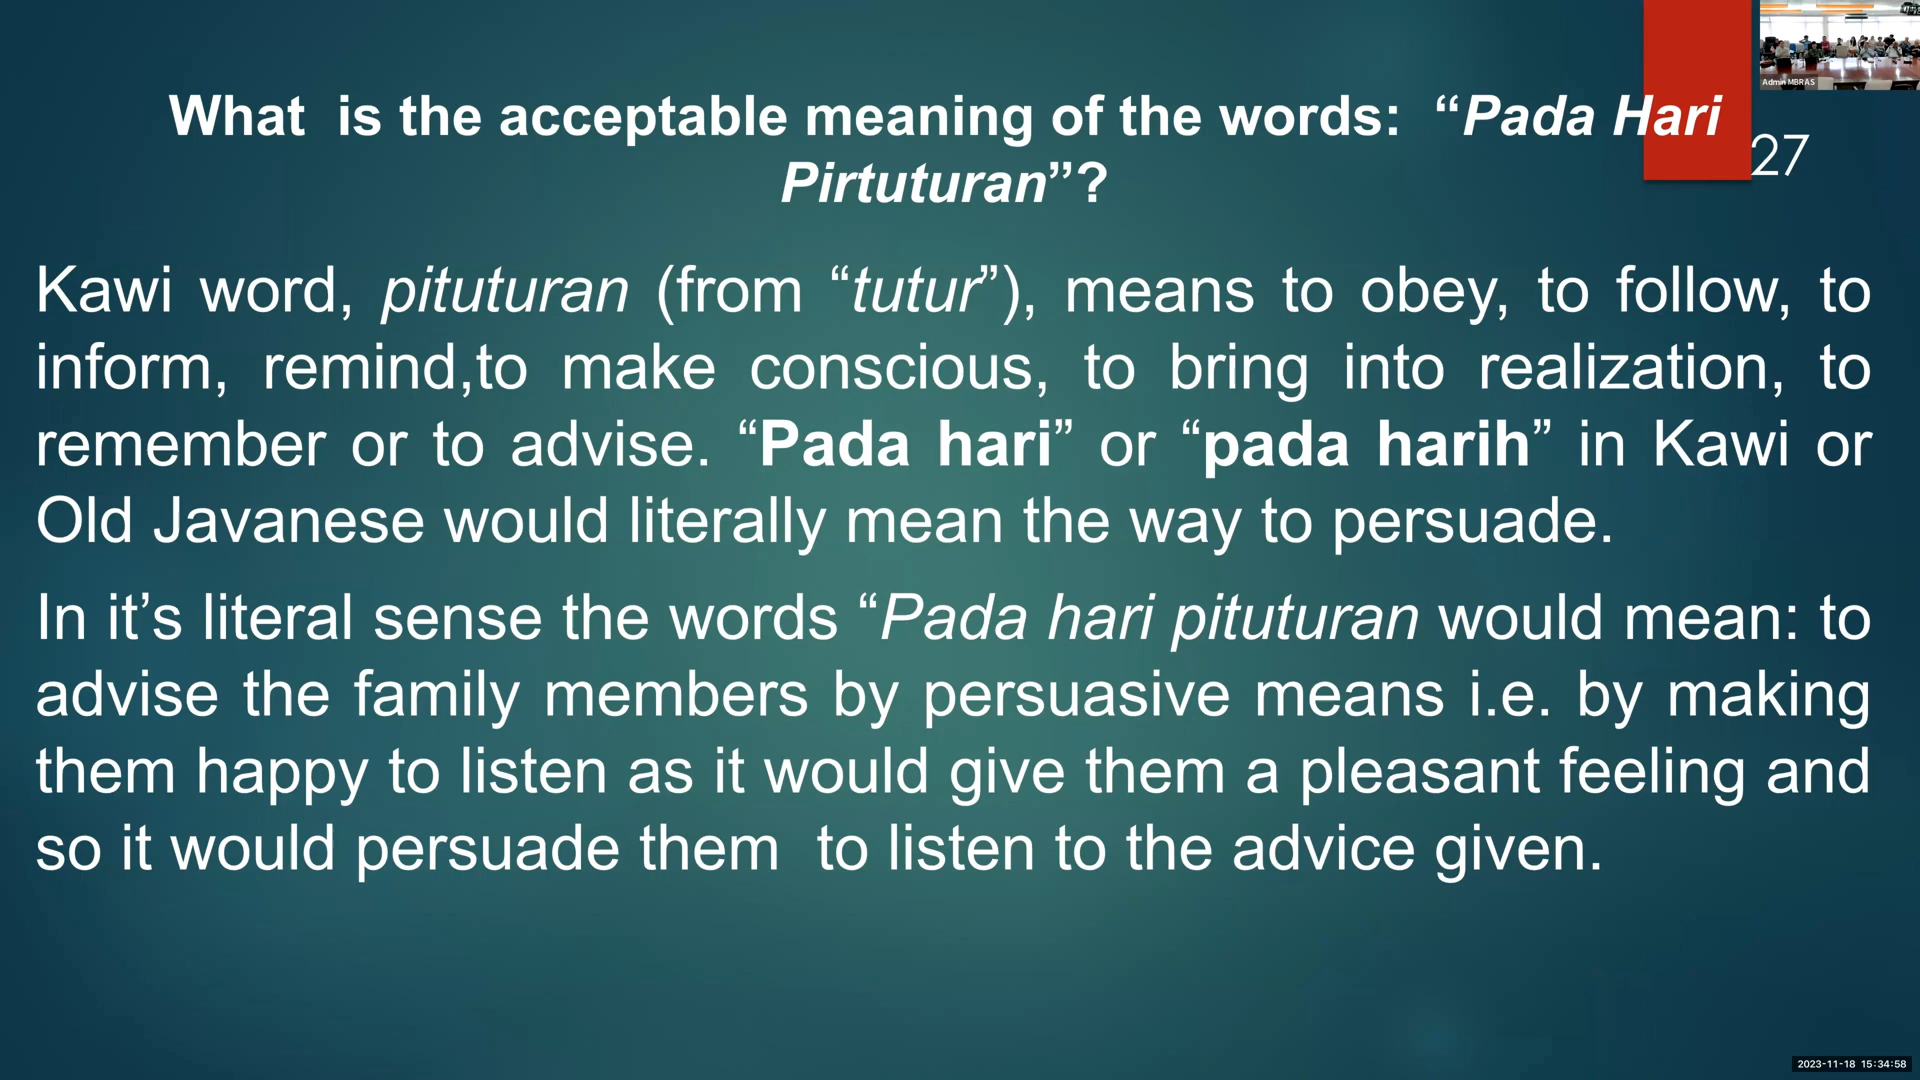 What is the acceptable meaning of the words: “Pada Hari
Pirtuturan”?
27
Admin MBRAS
Kawi word, pituturan (from “tutur”), means to obey, to follow, to
inform, remind,to make conscious, to bring into realization, to
remember or to advise. “Pada hari” or “pada harih” in Kawi or
Old Javanese would literally mean the way to persuade.
In it’s literal sense the words “Pada hari pituturan would mean: to
advise the family members by persuasive means i.e. by making
them happy to listen as it would give them a pleasant feeling and
so it would persuade them to listen to the advice given.
2023-11-18 15:34:58